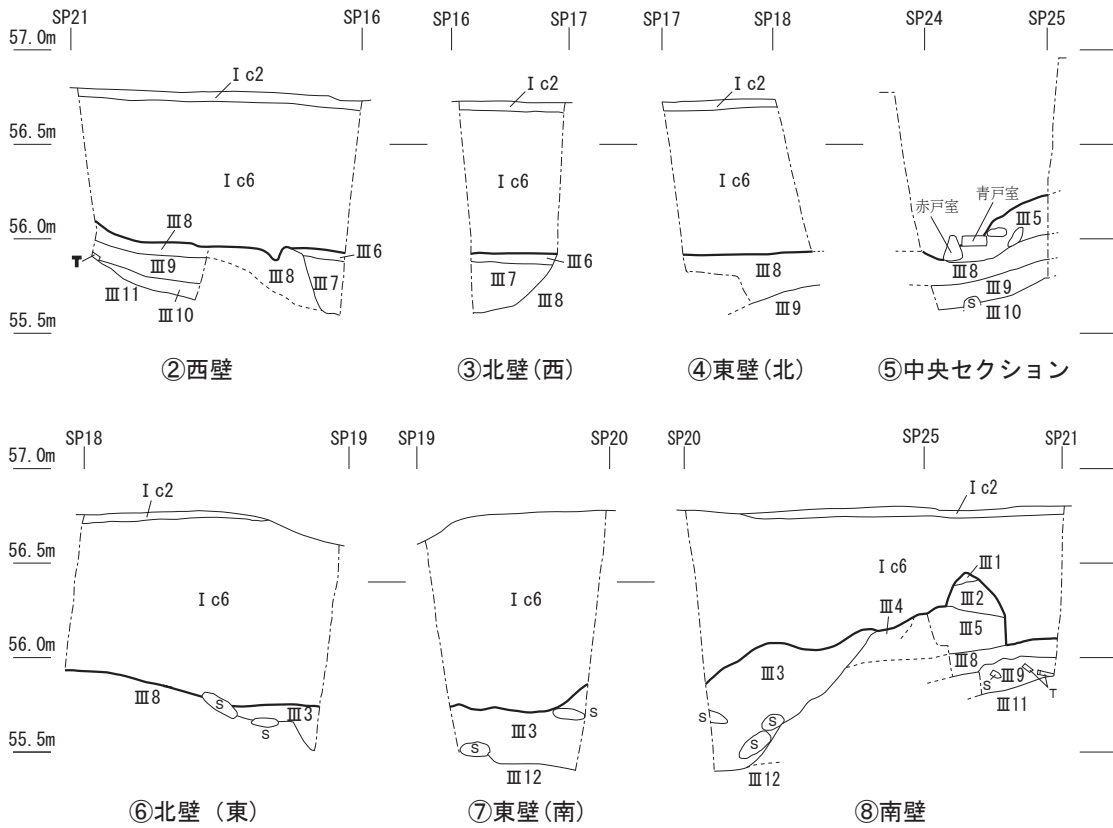 SP21 SP16 SP16 SP17 SP17 SP18 SP24 SP25
57.0m
Ⅰc2 Ⅰc2 Ⅰc2
56.5m
Ⅰc6 Ⅰc6 Ⅰc6
赤戸室 青戸室
56.0m
Ⅲ8 Ⅲ6 Ⅲ6 Ⅲ8 Ⅲ5
T Ⅲ9 Ⅲ8 Ⅲ7 Ⅲ7 Ⅲ8 Ⅲ8
Ⅲ11 Ⅲ10 Ⅲ9 Ⅲ9
S Ⅲ10
55.5m
②西壁 ③北壁(西) ④東壁(北) ⑤中央セクション
SP18 SP19 SP19 SP20 SP20 SP25 SP21
57.0m
Ⅰc2 Ⅰc2
56.5m
Ⅰc6 Ⅰc6 Ⅰc6 Ⅲ1
Ⅲ4 Ⅲ2
Ⅲ5
56.0m
Ⅲ8 Ⅲ3 Ⅲ8
S Ⅲ3 S Ⅲ9 T
S Ⅲ3 S S Ⅲ11
55.5m
S S
Ⅲ12 Ⅲ12
⑥北壁（東） ⑦東壁(南) ⑧南壁